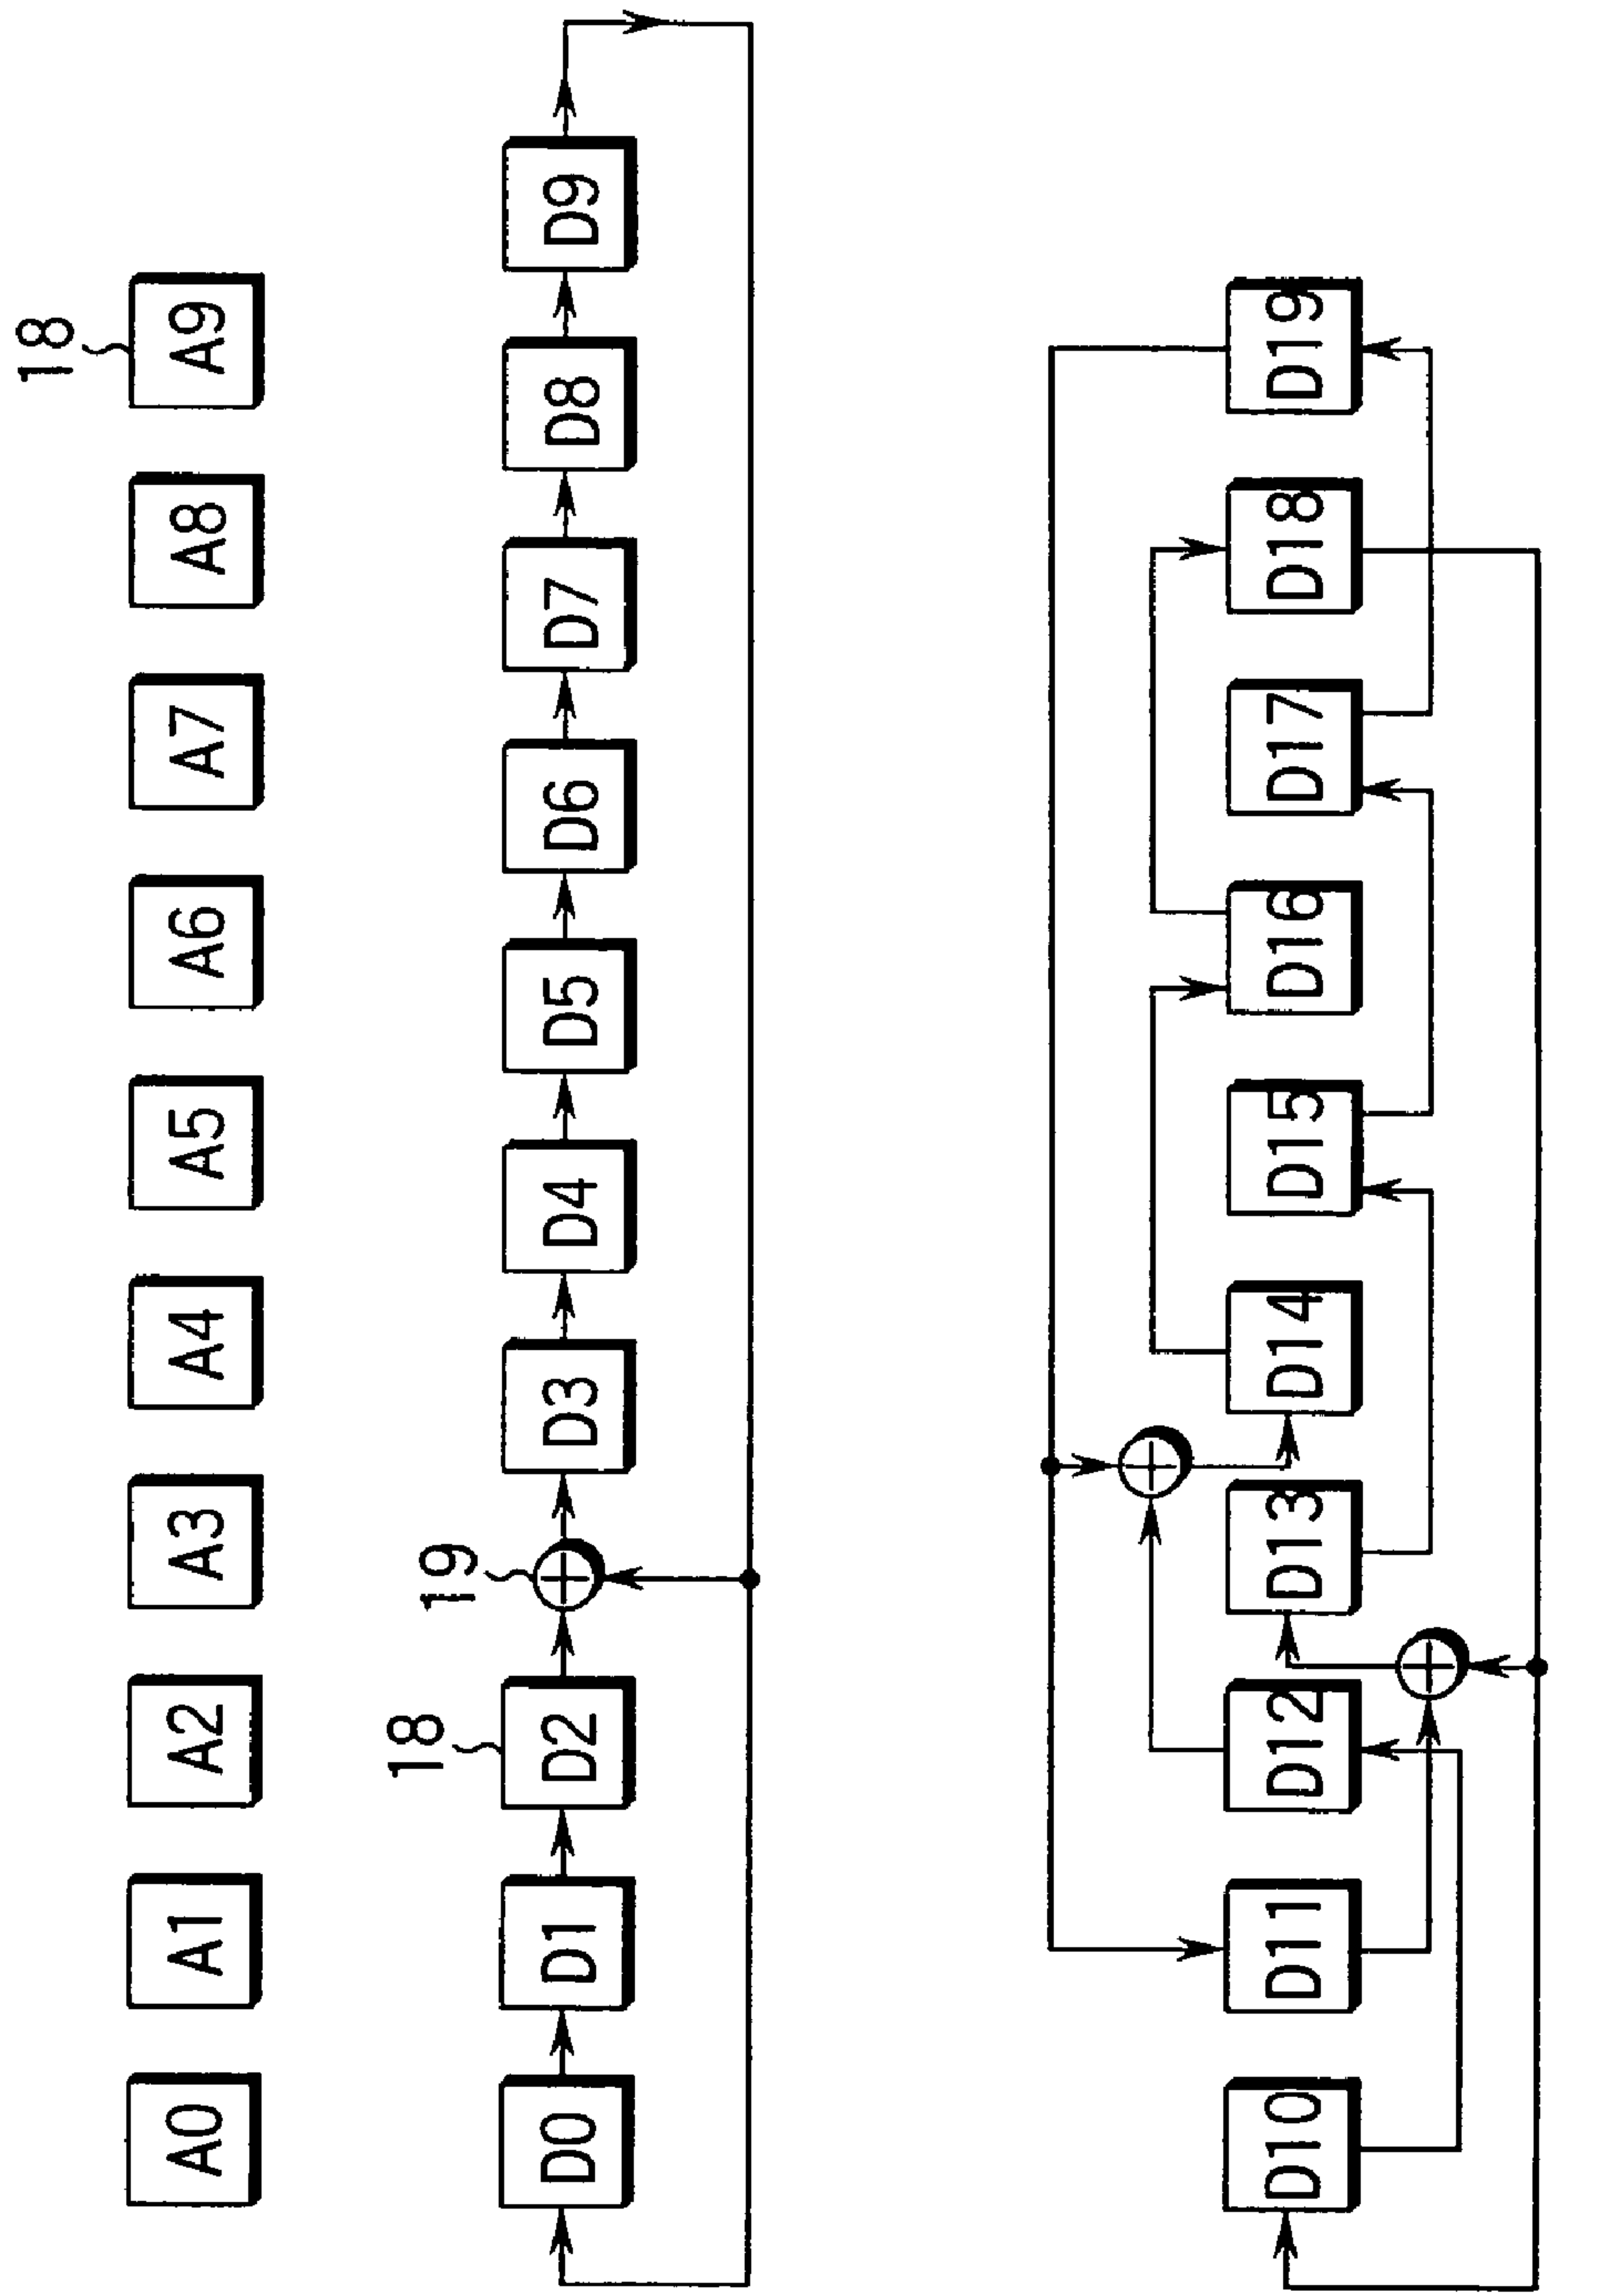 18
A0 A1 A2 A3 A4 A5 A6 A7 A8 A9
18 19
D0 D1 D2 D3 D4 D5 D6 D7 D8 D9
D10 D11 D12 D13 D14 D15 D16 D17 D18 D19